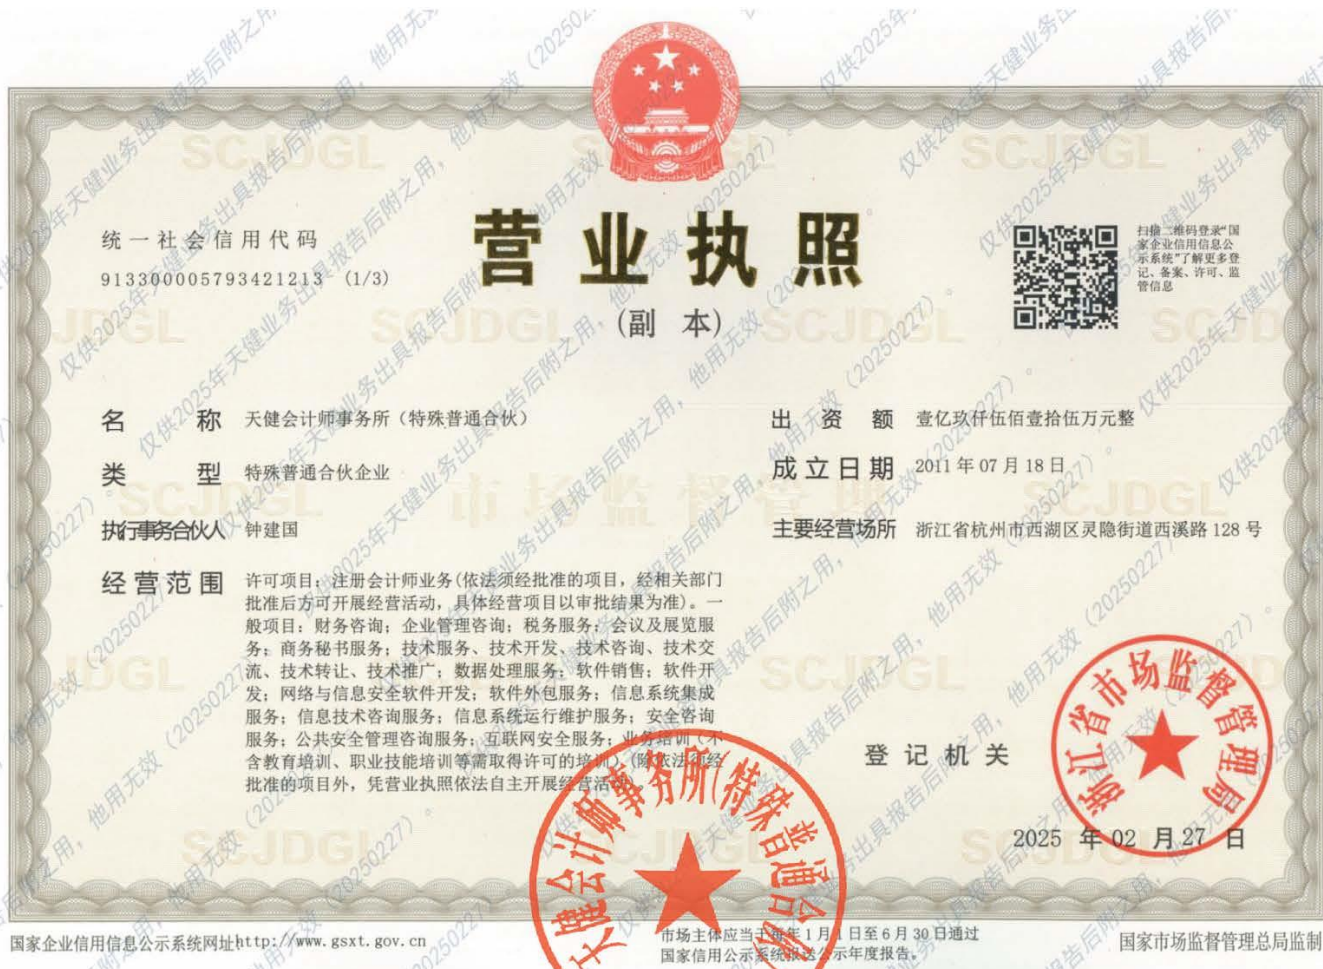 营业执照
(副 本)
统一社会信用代码
913300005793421213 (1/3)
扫描二维码登录“国
家企业信用信息公
示系统”了解更多登
记、备案、许可、监
管信息
名 称 天健会计师事务所（特殊普通合伙）
类 型 特殊普通合伙企业
执行事务合伙人 钟建国
经营范围 许可项目：注册会计师业务(依法须经批准的项目，经相关部门
批准后方可开展经营活动，具体经营项目以审批结果为准)。一
般项目：财务咨询；企业管理咨询；税务服务；会议及展览服
务；商务秘书服务；技术服务、技术开发、技术咨询、技术交
流、技术转让、技术推广；数据处理服务；软件销售；软件开
发；网络与信息安全软件开发；软件外包服务；信息系统集成
服务；信息技术咨询服务；信息系统运行维护服务；安全咨询
服务；公共安全管理咨询服务；互联网安全服务；业务培训（不
含教育培训、职业技能培训等需取得许可的培训）(除依法须经
批准的项目外，凭营业执照依法自主开展经营活动)
出 资 额 壹亿玖仟伍佰壹拾伍万元整
成立日期 2011年07月18日
主要经营场所 浙江省杭州市西湖区灵隐街道西溪路128号
登记机关
浙江省市场监督管理局
2025 年 02 月 27 日
天健会计师事务所(特殊普通合伙
国家企业信用信息公示系统网址http://www.gsxt.gov.cn
市场主体应当于每年1月1日至6月30日通过
国家信用公示系统报送公示年度报告。
国家市场监督管理总局监制
SCJDGL
市场监督管理
仅供2025年天健业务出具报告后附之用，他用无效（20250227）。